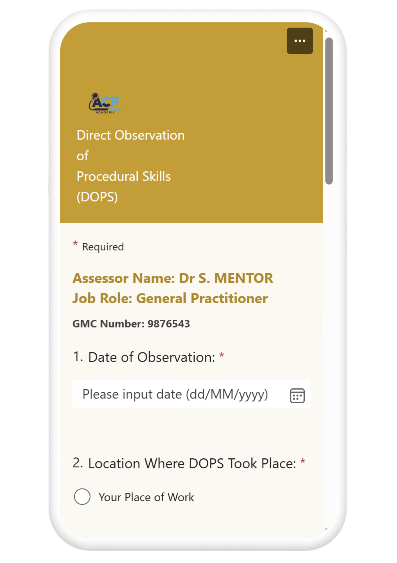 ...
ACP
ACADEMY
Direct Observation
of
Procedural Skills
(DOPS)
* Required
Assessor Name: Dr S. MENTOR
Job Role: General Practitioner
GMC Number: 9876543
1. Date of Observation: *
Please input date (dd/MM/yyyy)
2. Location Where DOPS Took Place: *
Your Place of Work